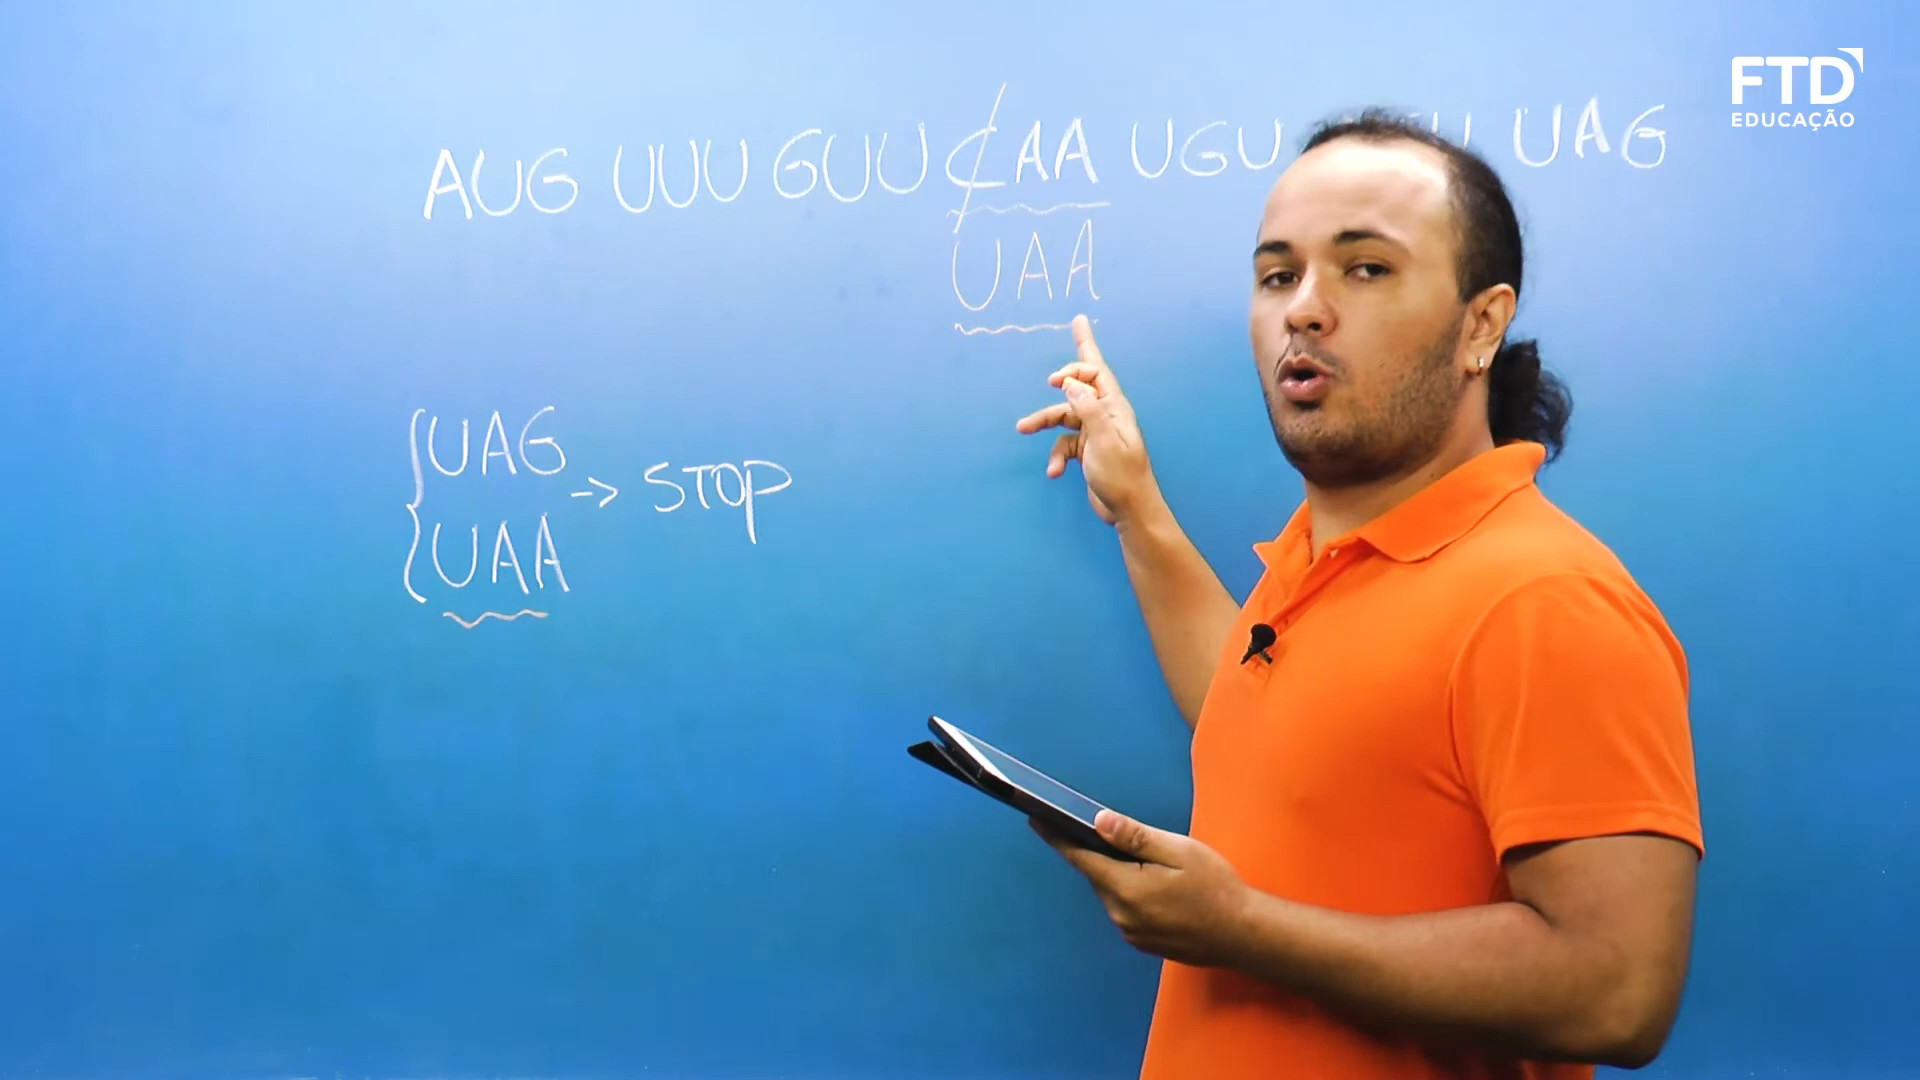 FTD
EDUCAÇÃO
AUG UUU GUU CAA UGU UAG
UAA
UAG
UAA
-> STOP